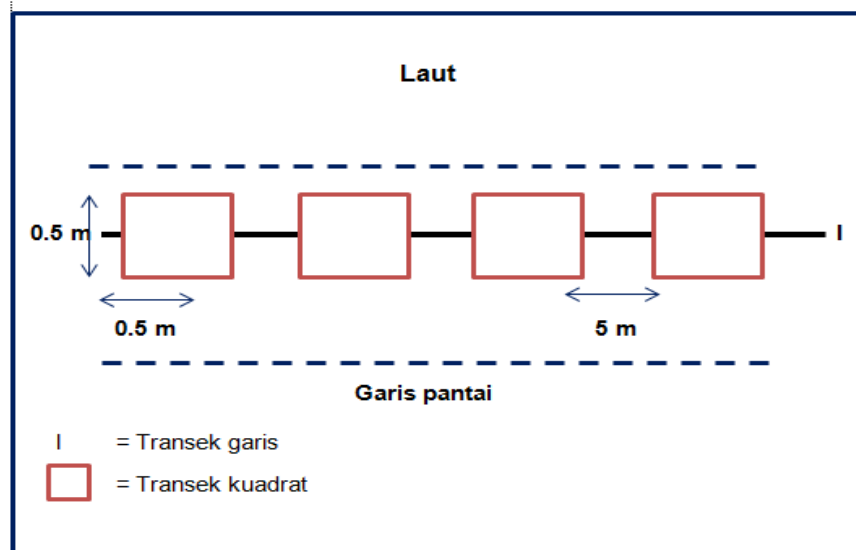 Laut
0.5 m
I
0.5 m
5 m
Garis pantai
I = Transek garis
= Transek kuadrat